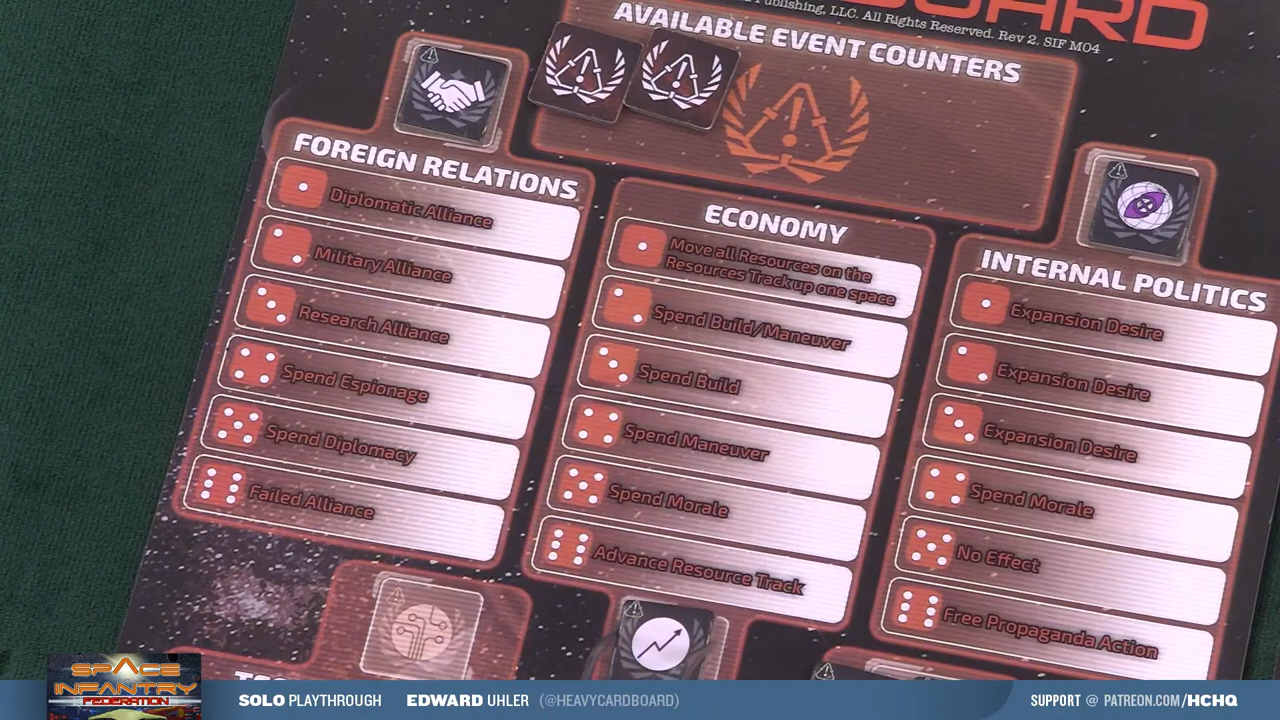 Publishing, LLC. All Rights Reserved. Rev 2. SIF M04
AVAILABLE EVENT COUNTERS
FOREIGN RELATIONS
Diplomatic Alliance
Military Alliance
Research Alliance
Spend Espionage
Spend Diplomacy
Failed Alliance
ECONOMY
Move all Resources on the
Resources Track up one space
Spend Build/Maneuver
Spend Build
Spend Maneuver
Spend Morale
Advance Resource Track
INTERNAL POLITICS
Expansion Desire
Expansion Desire
Expansion Desire
Spend Morale
No Effect
Free Propaganda Action
SPACE
INFANTRY
FEDERATION
SOLO PLAYTHROUGH EDWARD UHLER (@HEAVYCARDBOARD) SUPPORT @ PATREON.COM/HCHQ